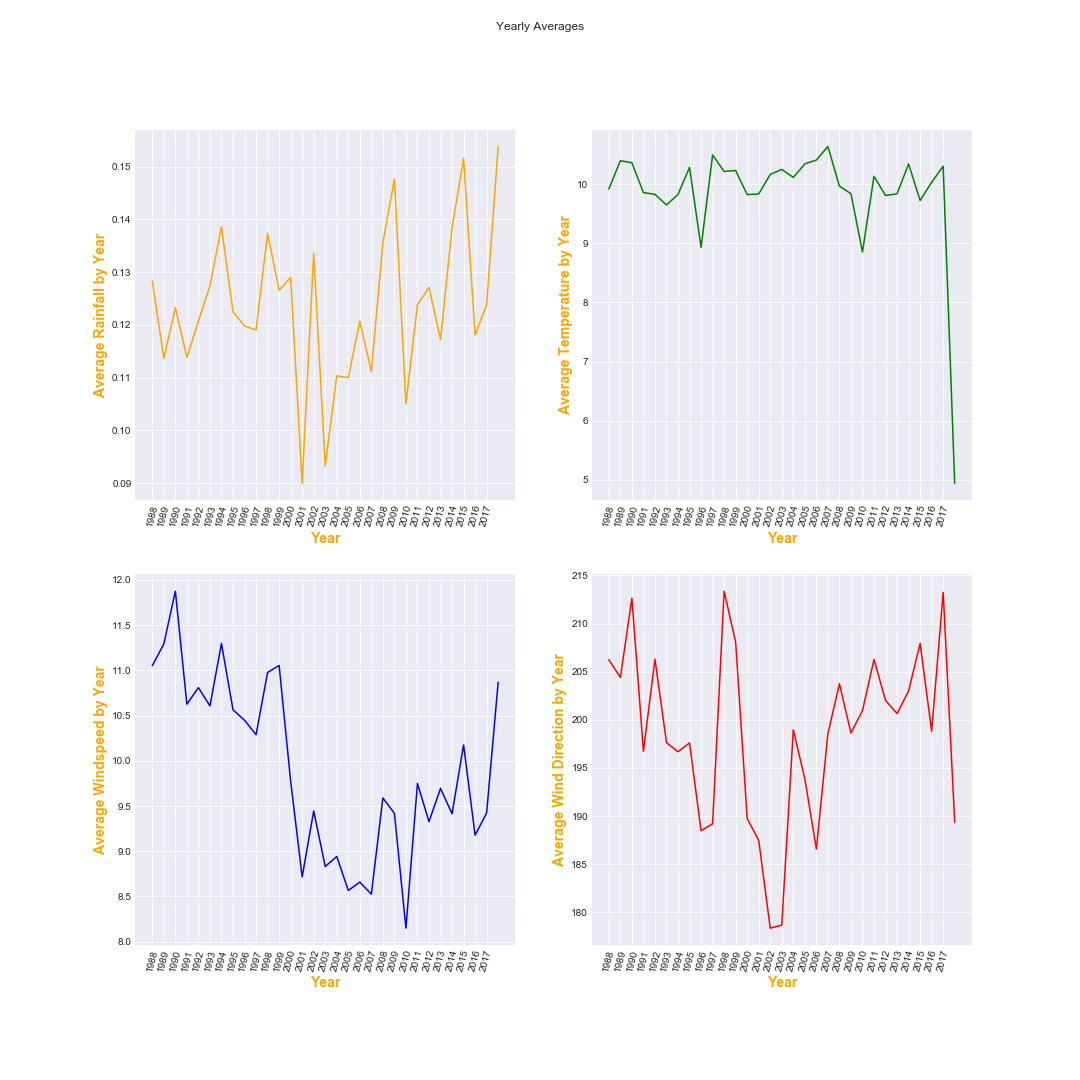 Yearly Averages
0.15
0.14
0.13
0.12
0.11
0.10
0.09
Average Rainfall by Year
1988 1989 1990 1991 1992 1993 1994 1995 1996 1997 1998 1999 2000 2001 2002 2003 2004 2005 2006 2007 2008 2009 2010 2011 2012 2013 2014 2015 2016 2017
Year
10
9
8
7
6
5
Average Temperature by Year
1988 1989 1990 1991 1992 1993 1994 1995 1996 1997 1998 1999 2000 2001 2002 2003 2004 2005 2006 2007 2008 2009 2010 2011 2012 2013 2014 2015 2016 2017
Year
12.0
11.5
11.0
10.5
10.0
9.5
9.0
8.5
8.0
Average Windspeed by Year
1988 1989 1990 1991 1992 1993 1994 1995 1996 1997 1998 1999 2000 2001 2002 2003 2004 2005 2006 2007 2008 2009 2010 2011 2012 2013 2014 2015 2016 2017
Year
215
210
205
200
195
190
185
180
Average Wind Direction by Year
1988 1989 1990 1991 1992 1993 1994 1995 1996 1997 1998 1999 2000 2001 2002 2003 2004 2005 2006 2007 2008 2009 2010 2011 2012 2013 2014 2015 2016 2017
Year